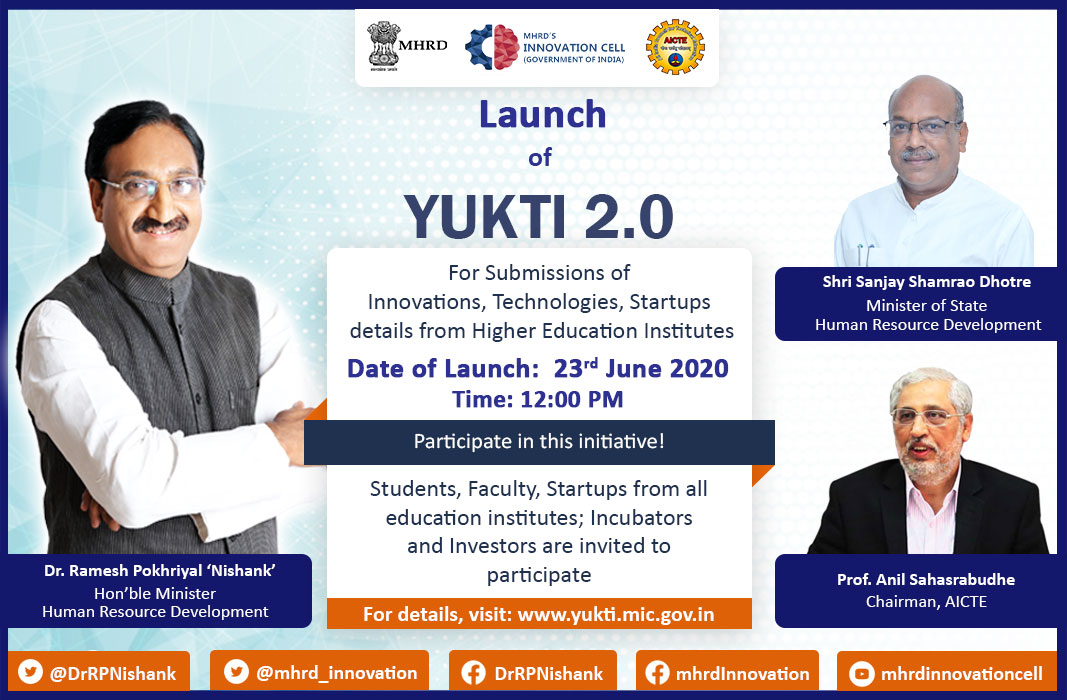 MHRD
MHRD'S
INNOVATION CELL
(GOVERNMENT OF INDIA)
AICTE
Launch
of
YUKTI 2.0
For Submissions of
Innovations, Technologies, Startups
details from Higher Education Institutes
Date of Launch: 23rd June 2020
Time: 12:00 PM
Participate in this initiative!
Students, Faculty, Startups from all
education institutes; Incubators
and Investors are invited to
participate
For details, visit: www.yukti.mic.gov.in
Dr. Ramesh Pokhriyal ‘Nishank’
Hon’ble Minister
Human Resource Development
Shri Sanjay Shamrao Dhotre
Minister of State
Human Resource Development
Prof. Anil Sahasrabudhe
Chairman, AICTE
@DrRPNishank
@mhrd_innovation
DrRPNishank
mhrdInnovation
mhrdinnovationcell